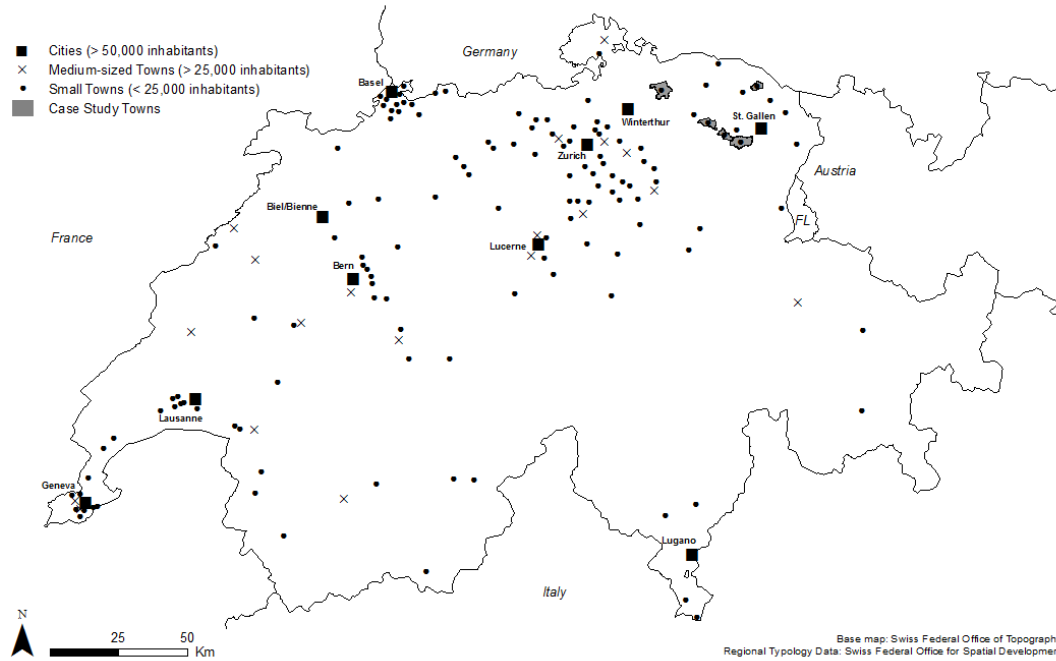 Cities (> 50,000 inhabitants)
Medium-sized Towns (> 25,000 inhabitants)
Small Towns (< 25,000 inhabitants)
Case Study Towns
Germany
Basel
Winterthur
St. Gallen
Zurich
Austria
Biel/Bienne
FL
France
Lucerne
Bern
Lausanne
Geneva
Lugano
Italy
N
25 50
Km
Base map: Swiss Federal Office of Topograph
Regional Typology Data: Swiss Federal Office for Spatial Developmer